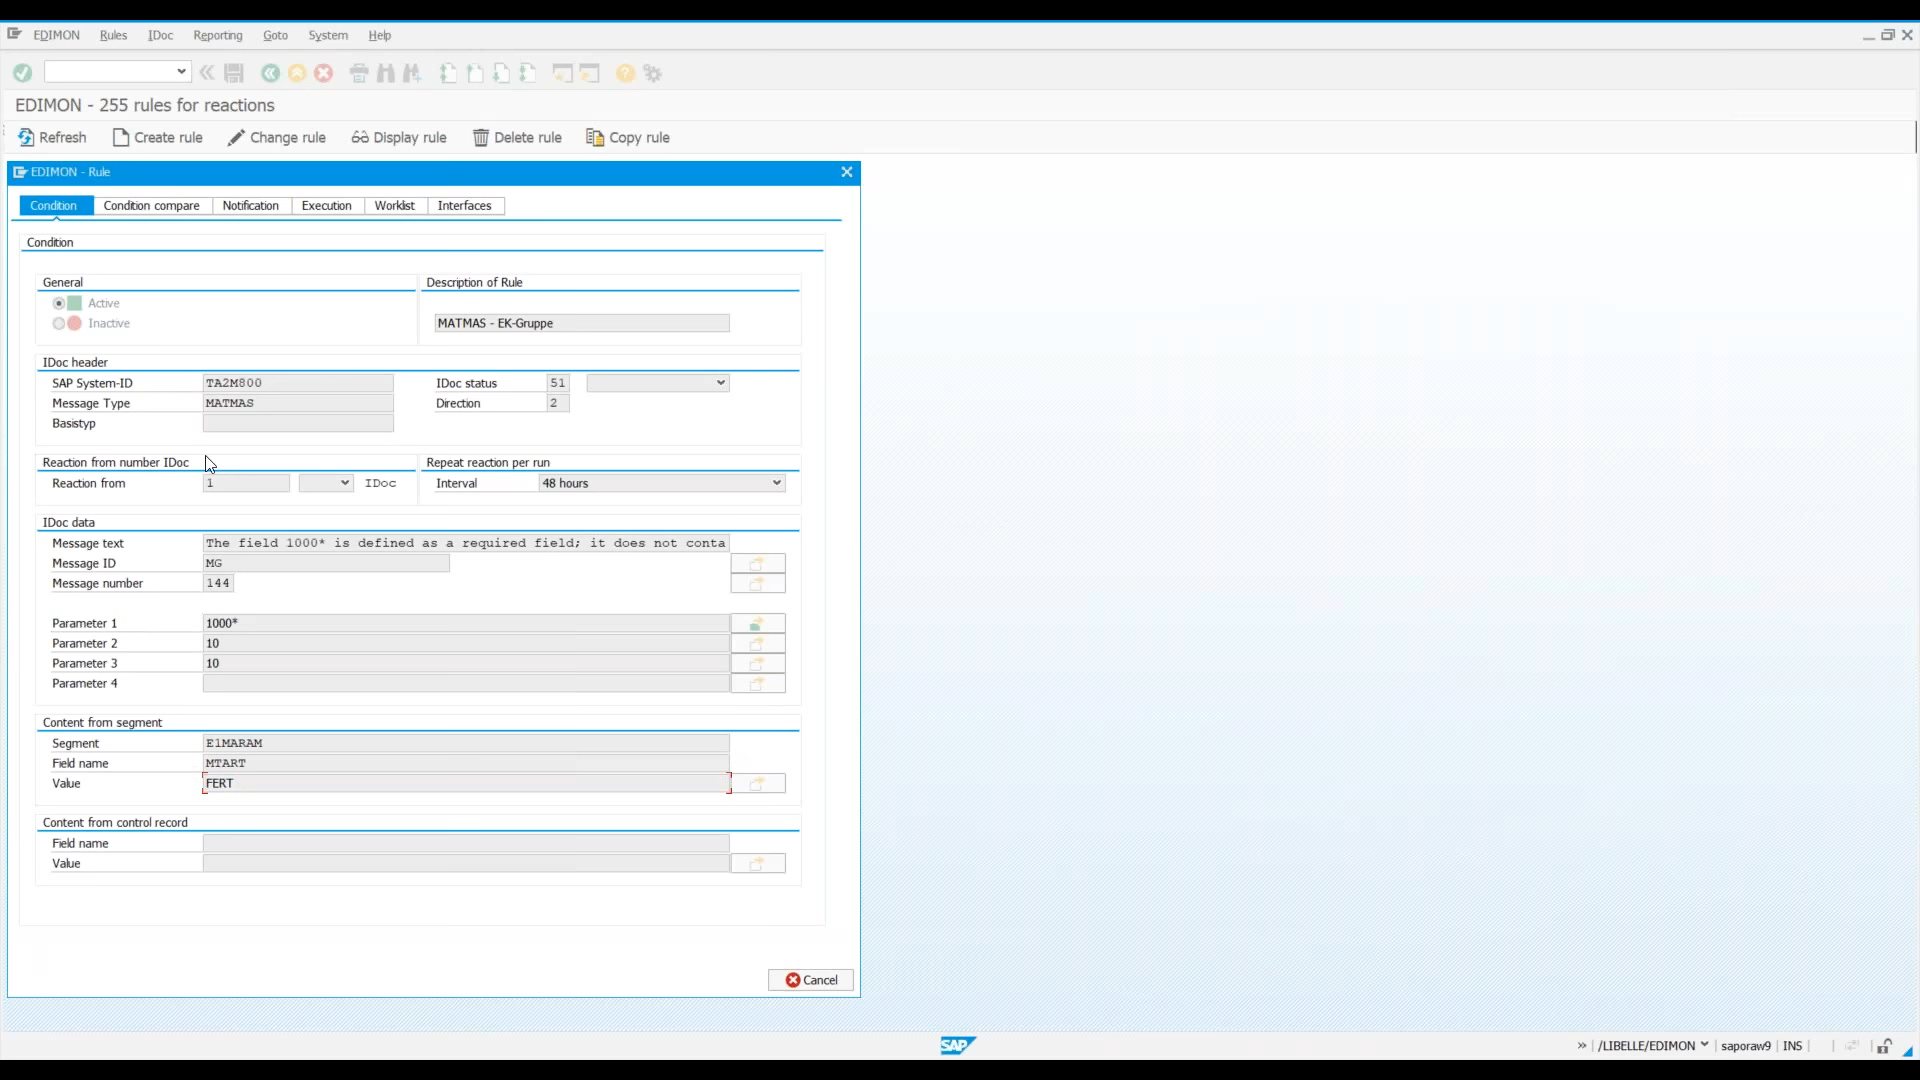 EDIMON Rules IDoc Reporting Goto System Help
EDIMON - 255 rules for reactions
Refresh Create rule Change rule Display rule Delete rule Copy rule
EDIMON - Rule
Condition Condition compare Notification Execution Worklist Interfaces
Condition
General Description of Rule
Active
Inactive MATMAS - EK-Gruppe
IDoc header
SAP System-ID TA2M800 IDoc status 51
Message Type MATMAS Direction 2
Basistyp
Reaction from number IDoc Repeat reaction per run
Reaction from 1 IDoc Interval 48 hours
IDoc data
Message text The field 1000* is defined as a required field; it does not conta
Message ID MG
Message number 144
Parameter 1 1000*
Parameter 2 10
Parameter 3 10
Parameter 4
Content from segment
Segment E1MARAM
Field name MTART
Value FERT
Content from control record
Field name
Value
Cancel
SAP » /LIBELLE/EDIMON saporaw9 INS